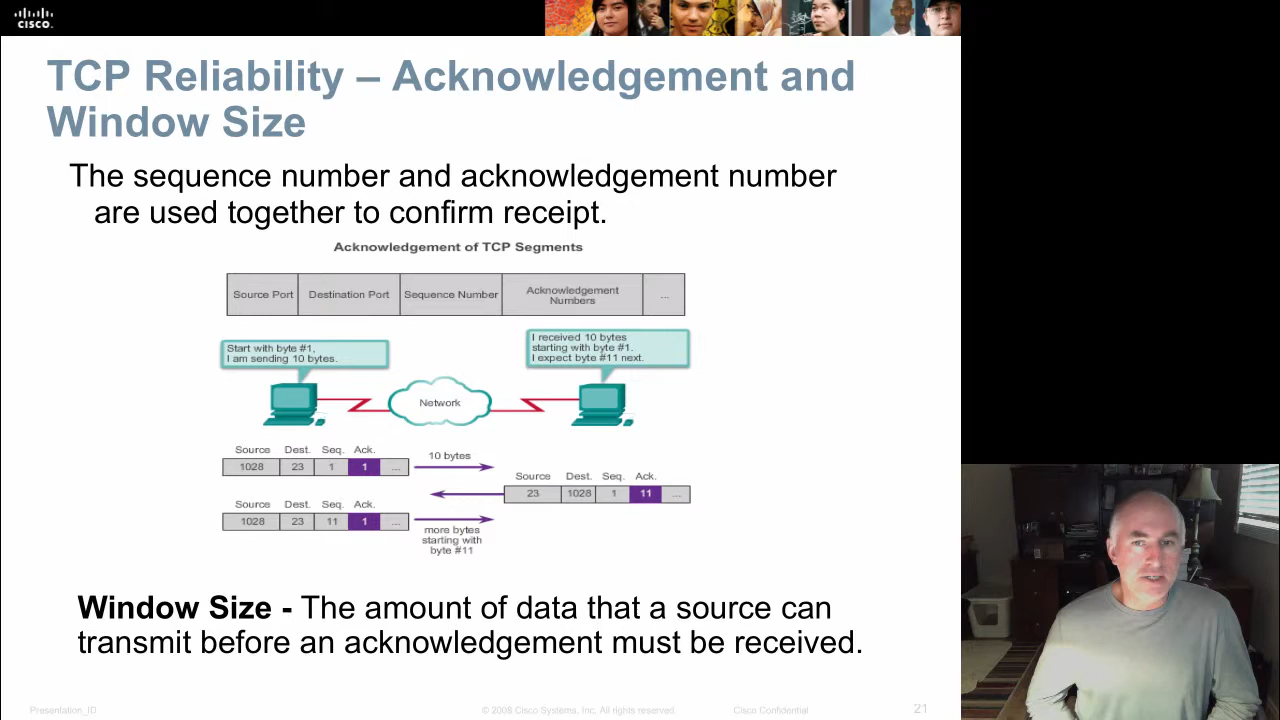 CISCO
TCP Reliability – Acknowledgement and
Window Size
The sequence number and acknowledgement number
are used together to confirm receipt.
Acknowledgement of TCP Segments
Source Port Destination Port Sequence Number Acknowledgement Numbers ...
Start with byte #1,
I am sending 10 bytes.
I received 10 bytes
starting with byte #1.
I expect byte #11 next.
Network
Source Dest. Seq. Ack.
1028 23 1 1 ...
10 bytes
Source Dest. Seq. Ack.
23 1028 1 11 ...
Source Dest. Seq. Ack.
1028 23 11 1 ...
more bytes
starting with
byte #11
Window Size - The amount of data that a source can
transmit before an acknowledgement must be received.
Presentation_ID © 2008 Cisco Systems, Inc. All rights reserved. Cisco Confidential 21